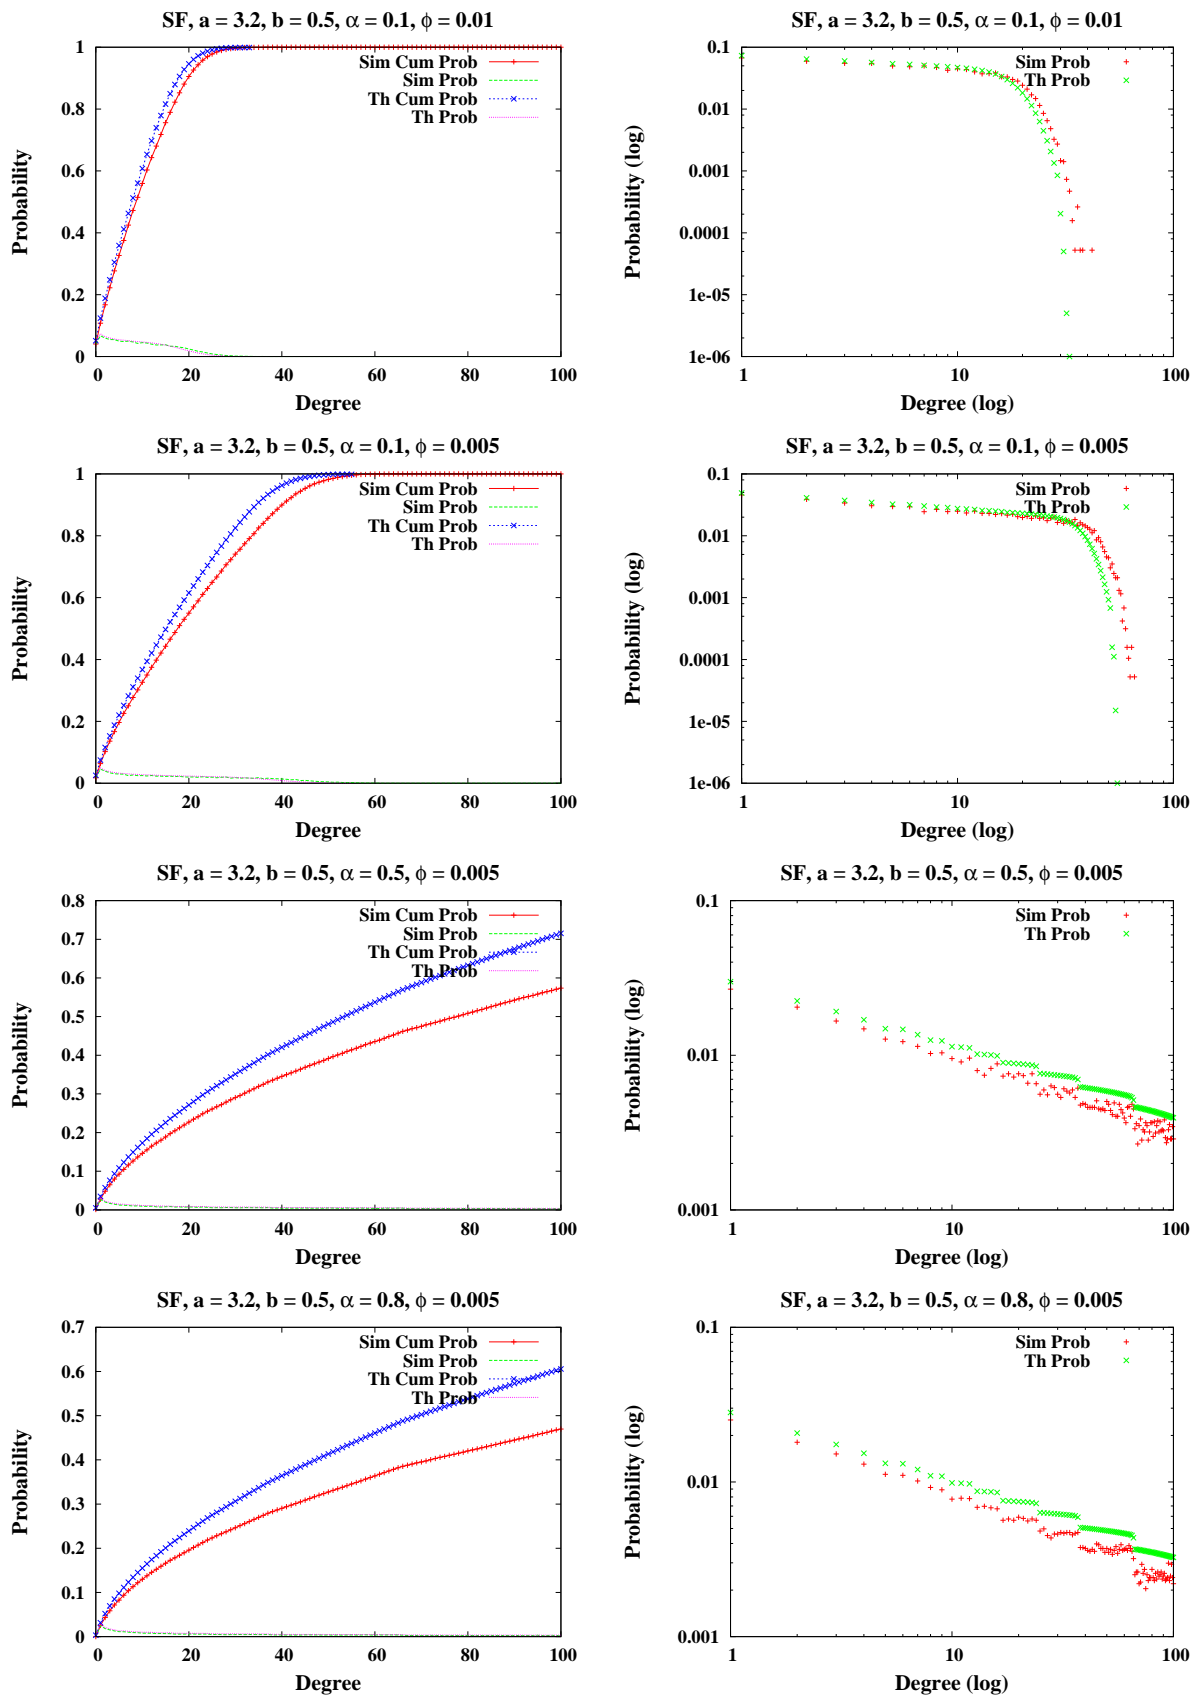 SF, a = 3.2, b = 0.5, α = 0.1, ϕ = 0.01
Probability
1
0.8
0.6
0.4
0.2
0
Sim Cum Prob
Sim Prob
Th Cum Prob
Th Prob
0 20 40 60 80 100
Degree
SF, a = 3.2, b = 0.5, α = 0.1, ϕ = 0.01
Probability (log)
0.1
0.01
0.001
0.0001
1e-05
1e-06
Sim Prob
Th Prob
1 10 100
Degree (log)
SF, a = 3.2, b = 0.5, α = 0.1, ϕ = 0.005
Probability
1
0.8
0.6
0.4
0.2
0
Sim Cum Prob
Sim Prob
Th Cum Prob
Th Prob
0 20 40 60 80 100
Degree
SF, a = 3.2, b = 0.5, α = 0.1, ϕ = 0.005
Probability (log)
0.1
0.01
0.001
0.0001
1e-05
1e-06
Sim Prob
Th Prob
1 10 100
Degree (log)
SF, a = 3.2, b = 0.5, α = 0.5, ϕ = 0.005
Probability
0.8
0.7
0.6
0.5
0.4
0.3
0.2
0.1
0
Sim Cum Prob
Sim Prob
Th Cum Prob
Th Prob
0 20 40 60 80 100
Degree
SF, a = 3.2, b = 0.5, α = 0.5, ϕ = 0.005
Probability (log)
0.1
0.01
0.001
Sim Prob
Th Prob
1 10 100
Degree (log)
SF, a = 3.2, b = 0.5, α = 0.8, ϕ = 0.005
Probability
0.7
0.6
0.5
0.4
0.3
0.2
0.1
0
Sim Cum Prob
Sim Prob
Th Cum Prob
Th Prob
0 20 40 60 80 100
Degree
SF, a = 3.2, b = 0.5, α = 0.8, ϕ = 0.005
Probability (log)
0.1
0.01
0.001
Sim Prob
Th Prob
1 10 100
Degree (log)